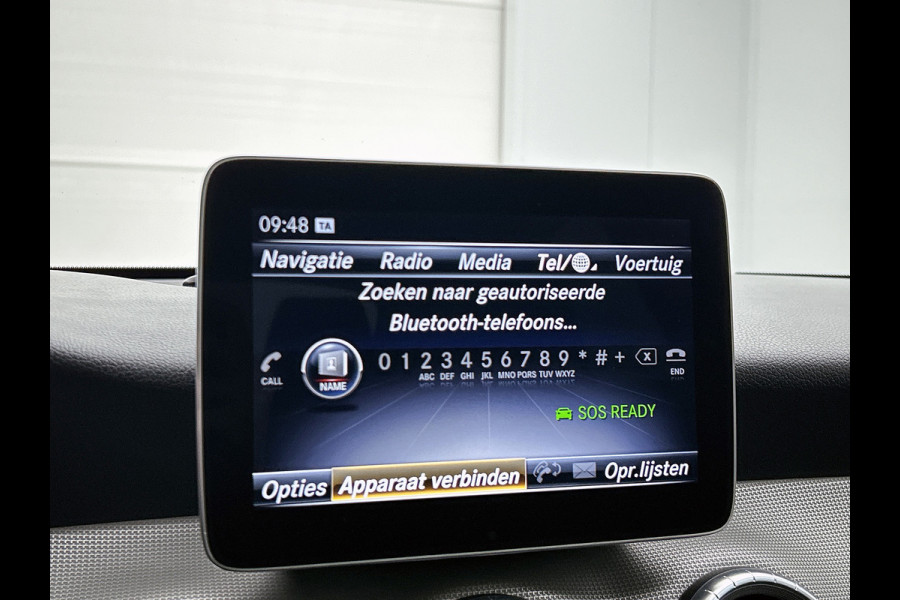 09:48 TA
Navigatie Radio Media Tel/ Voertuig
Zoeken naar geautoriseerde
Bluetooth-telefoons...
CALL NAME 0 1 2 3 4 5 6 7 8 9 * # + END
ABC DEF GHI JKL MNO PQRS TUV WXYZ
SOS READY
Opties Apparaat verbinden Opr.lijsten